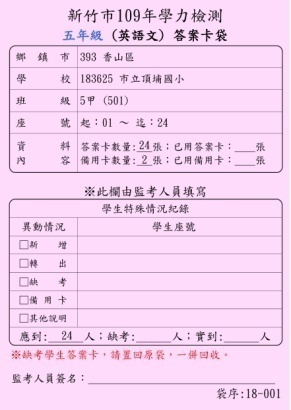 新竹市109年學力檢測
五年級 (英語文) 答案卡袋
鄉鎮市 393 香山區
學校 183625 市立頂埔國小
班級 5甲 (501)
座號 起：01 ～ 迄：24
資料內容 答案卡數量：24張；已用答案卡：____張
備用卡數量：2張；已用備用卡：____張
※此欄由監考人員填寫
學生特殊情況紀錄
異動情況 學生座號
□新增
□轉出
□缺考
□備用卡
□其他說明
應到：24人；缺考：____人；實到：____人
※缺考學生答案卡，請置回原袋，一併回收。
監考人員簽名：____________________
袋序：18-001